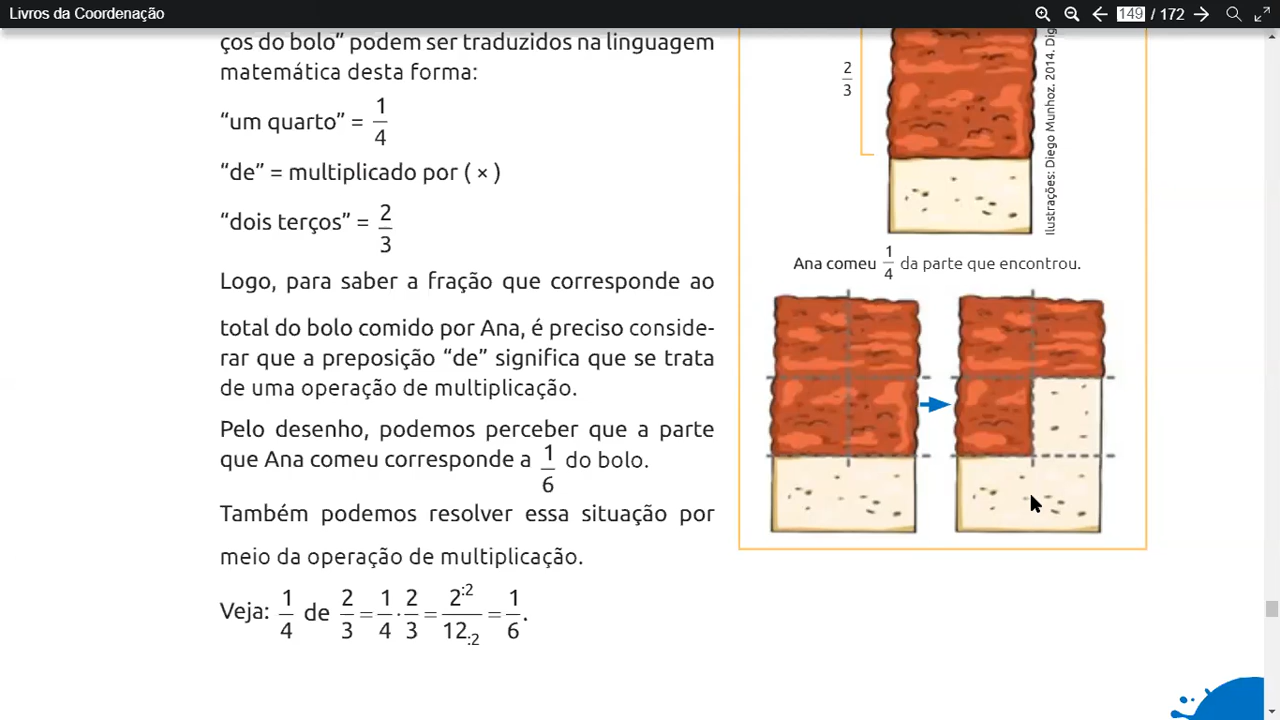 Livros da Coordenação
149 / 172
ços do bolo” podem ser traduzidos na linguagem
matemática desta forma:
“um quarto” = 1/4
“de” = multiplicado por ( × )
“dois terços” = 2/3
Logo, para saber a fração que corresponde ao
total do bolo comido por Ana, é preciso conside-
rar que a preposição “de” significa que se trata
de uma operação de multiplicação.
Pelo desenho, podemos perceber que a parte
que Ana comeu corresponde a 1/6 do bolo.
Também podemos resolver essa situação por
meio da operação de multiplicação.
Veja: 1/4 de 2/3 = 1/4 · 2/3 = 2:2/12:2 = 1/6.
2/3
Ilustrações: Diego Munhoz. 2014.
Ana comeu 1/4 da parte que encontrou.